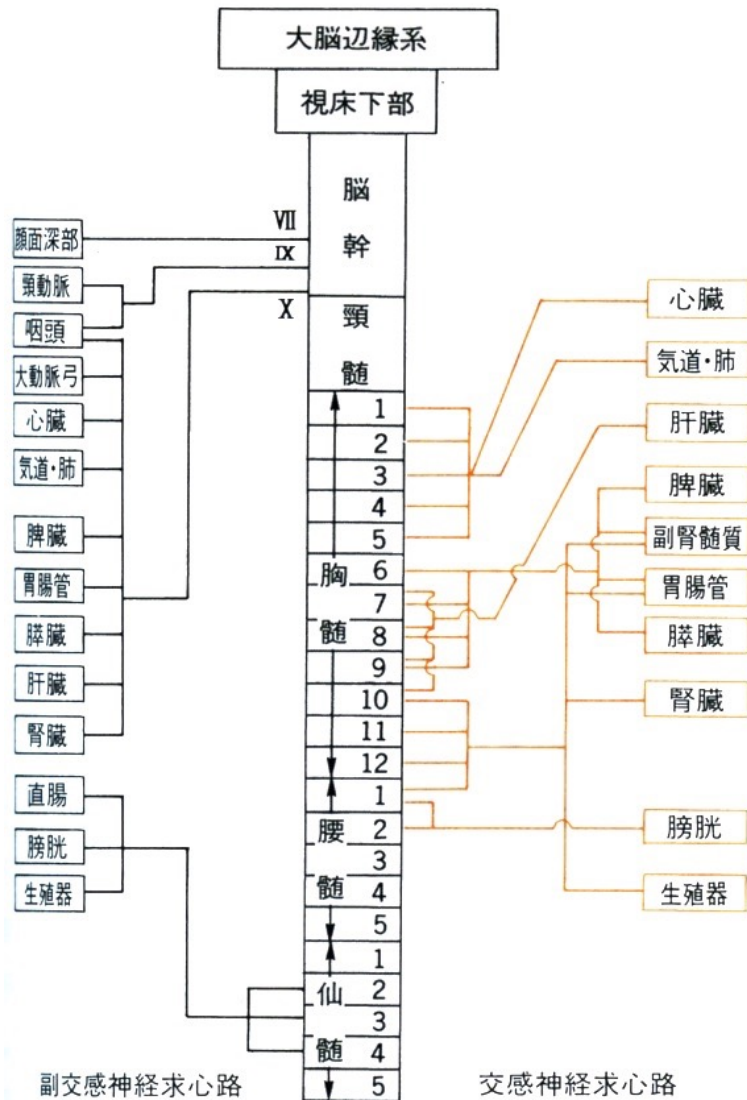 大脳辺縁系
視床下部
脳幹
VII
IX
X
顔面深部
頸動脈
咽頭
大動脈弓
心臓
気道・肺
脾臓
胃腸管
膵臓
肝臓
腎臓
直腸
膀胱
生殖器
頸髄
胸髄
1
2
3
4
5
6
7
8
9
10
11
12
腰髄
1
2
3
4
5
仙髄
1
2
3
4
5
心臓
気道・肺
肝臓
脾臓
副腎髄質
胃腸管
膵臓
腎臓
膀胱
生殖器
副交感神経求心路
交感神経求心路